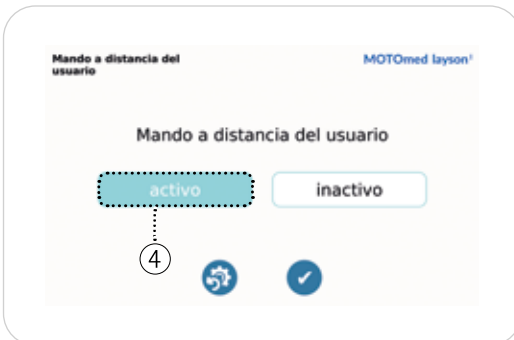 Mando a distancia del
usuario
MOTOmed layson®
Mando a distancia del usuario
activo
inactivo
4